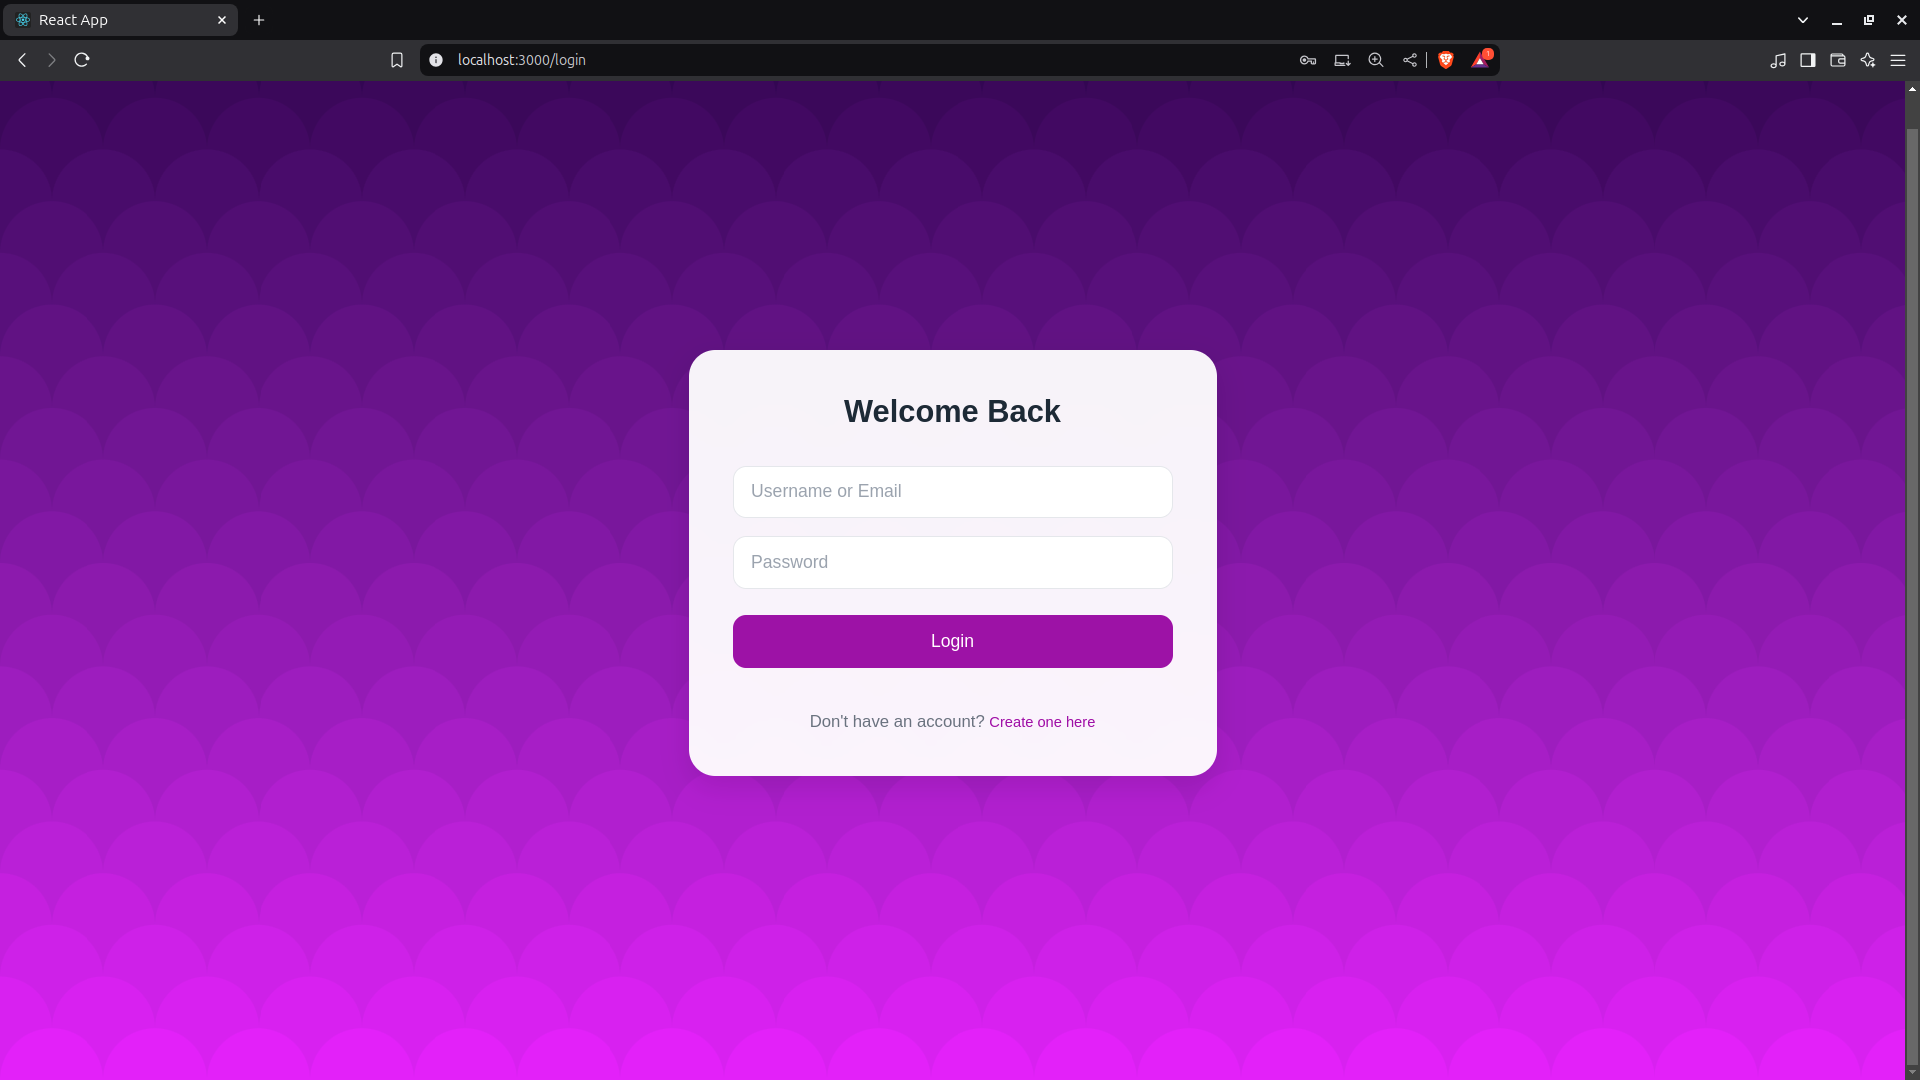 React App
localhost:3000/login
1
Welcome Back
Username or Email
Password
Login
Don't have an account? Create one here